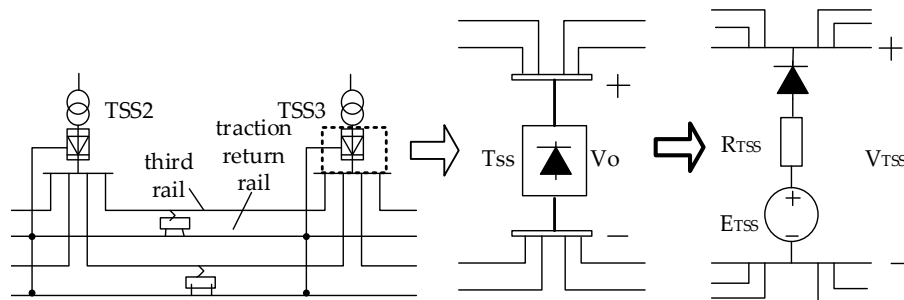 TSS2
TSS3
third
rail
traction
return
rail
+
Tss
Vo
−
+
RTSS
VTSS
+
ETSS
−
−